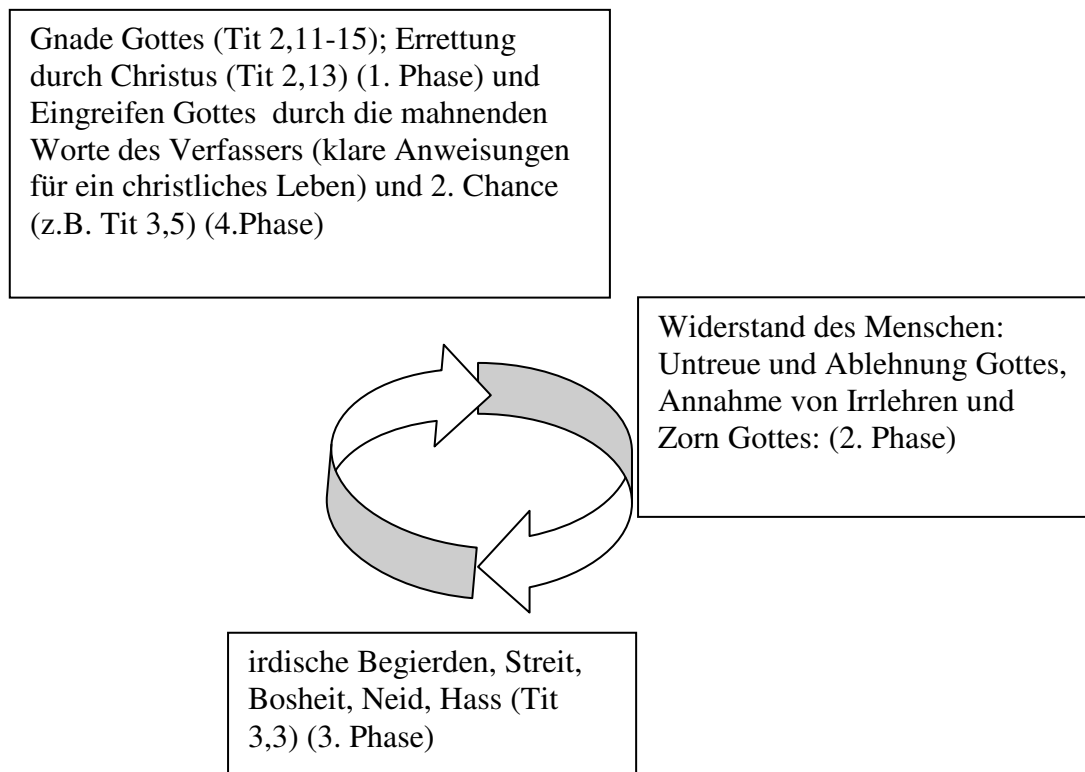 Gnade Gottes (Tit 2,11-15); Errettung
durch Christus (Tit 2,13) (1. Phase) und
Eingreifen Gottes  durch die mahnenden
Worte des Verfassers (klare Anweisungen
für ein christliches Leben) und 2. Chance
(z.B. Tit 3,5) (4.Phase)
Widerstand des Menschen:
Untreue und Ablehnung Gottes,
Annahme von Irrlehren und
Zorn Gottes: (2. Phase)
irdische Begierden, Streit,
Bosheit, Neid, Hass (Tit
3,3) (3. Phase)